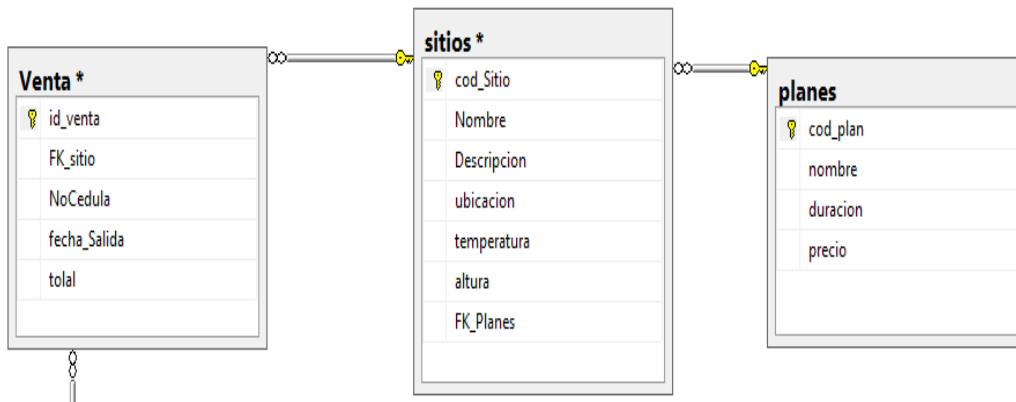 Venta *
id_venta
FK_sitio
NoCedula
fecha_Salida
tolal
sitios *
cod_Sitio
Nombre
Descripcion
ubicacion
temperatura
altura
FK_Planes
planes
cod_plan
nombre
duracion
precio